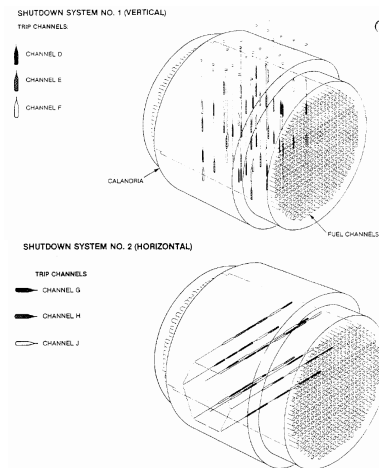 SHUTDOWN SYSTEM NO. 1 (VERTICAL)
TRIP CHANNELS:
CHANNEL D
CHANNEL E
CHANNEL F
CALANDRIA
FUEL CHANNELS
SHUTDOWN SYSTEM NO. 2 (HORIZONTAL)
TRIP CHANNELS
CHANNEL G
CHANNEL H
CHANNEL J